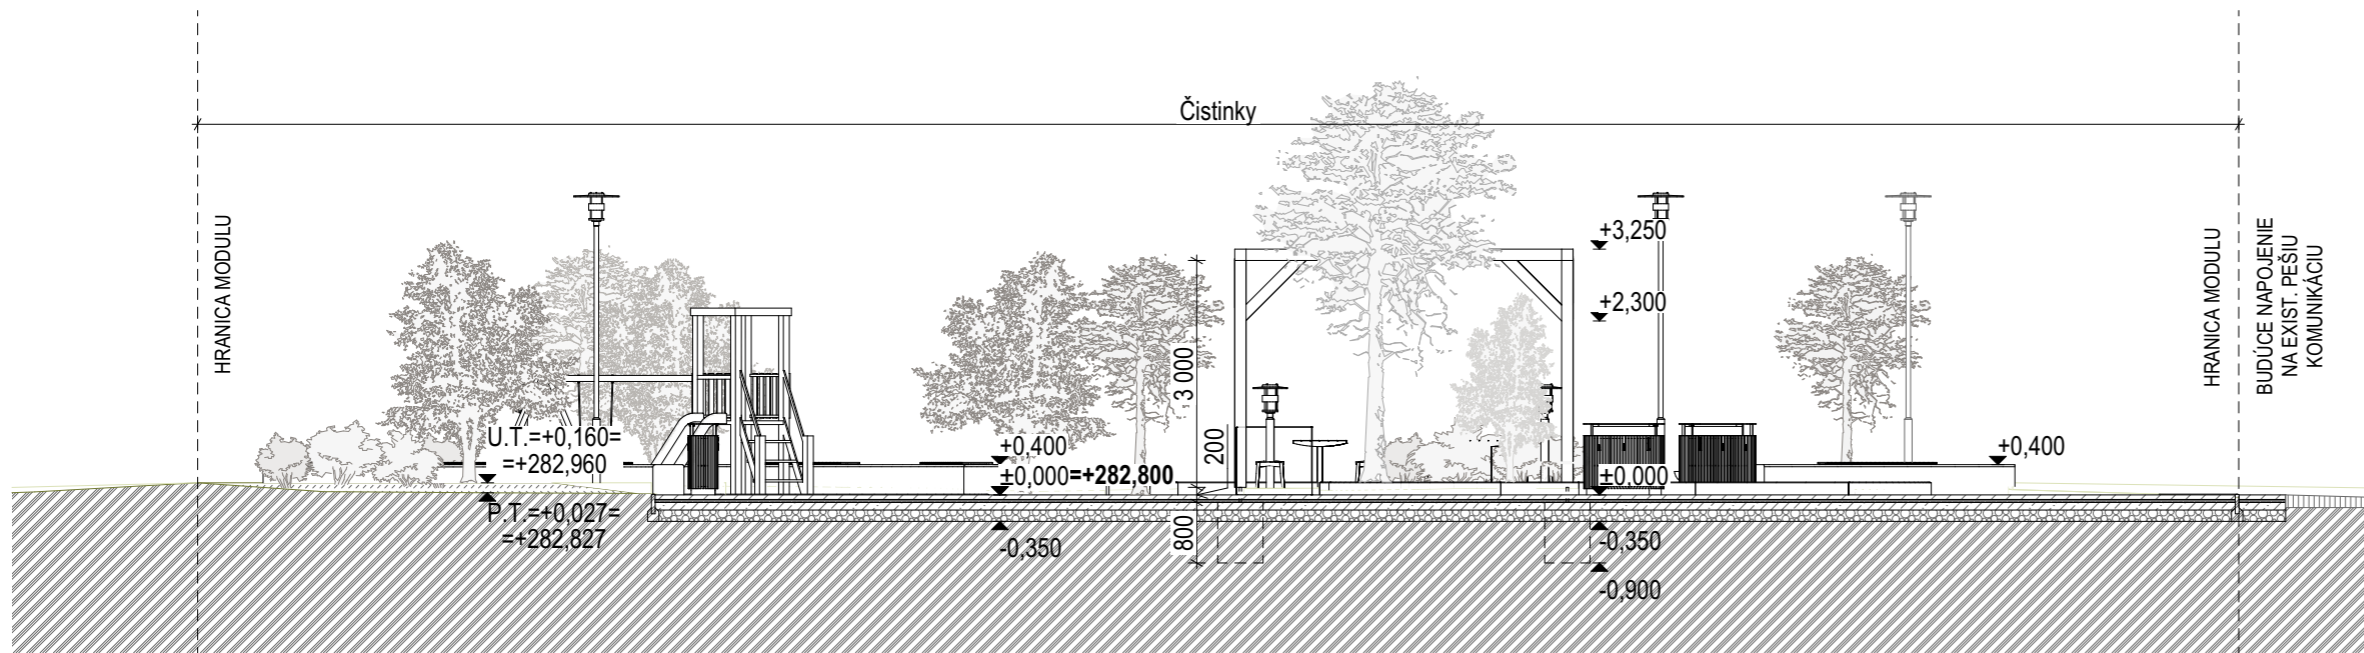 Čistinky
HRANICA MODULU
+3,250
+2,300
3 000
200
800
U.T.=+0,160=
=+282,960
P.T.=+0,027=
=+282,827
+0,400
±0,000=+282,800
-0,350
±0,000
-0,350
-0,900
+0,400
HRANICA MODULU
BUDÚCE NAPOJENIE
NA EXIST. PEŠIU
KOMUNIKÁCIU